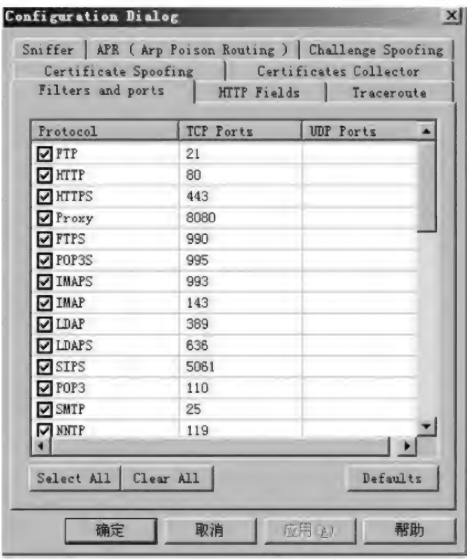 Configuration Dialog
Sniffer APR ( Arp Poison Routing ) Challenge Spoofing
Certificate Spoofing Certificates Collector
Filters and ports HTTP Fields Traceroute
Protocol TCP Ports UDP Ports
FTP 21
HTTP 80
HTTPS 443
Proxy 8080
FTPS 990
POP3S 995
IMAPS 993
IMAP 143
LDAP 389
LDAPS 636
SIPS 5061
POP3 110
SMTP 25
NNTP 119
Select All Clear All Defaults
确定 取消 应用(A) 帮助